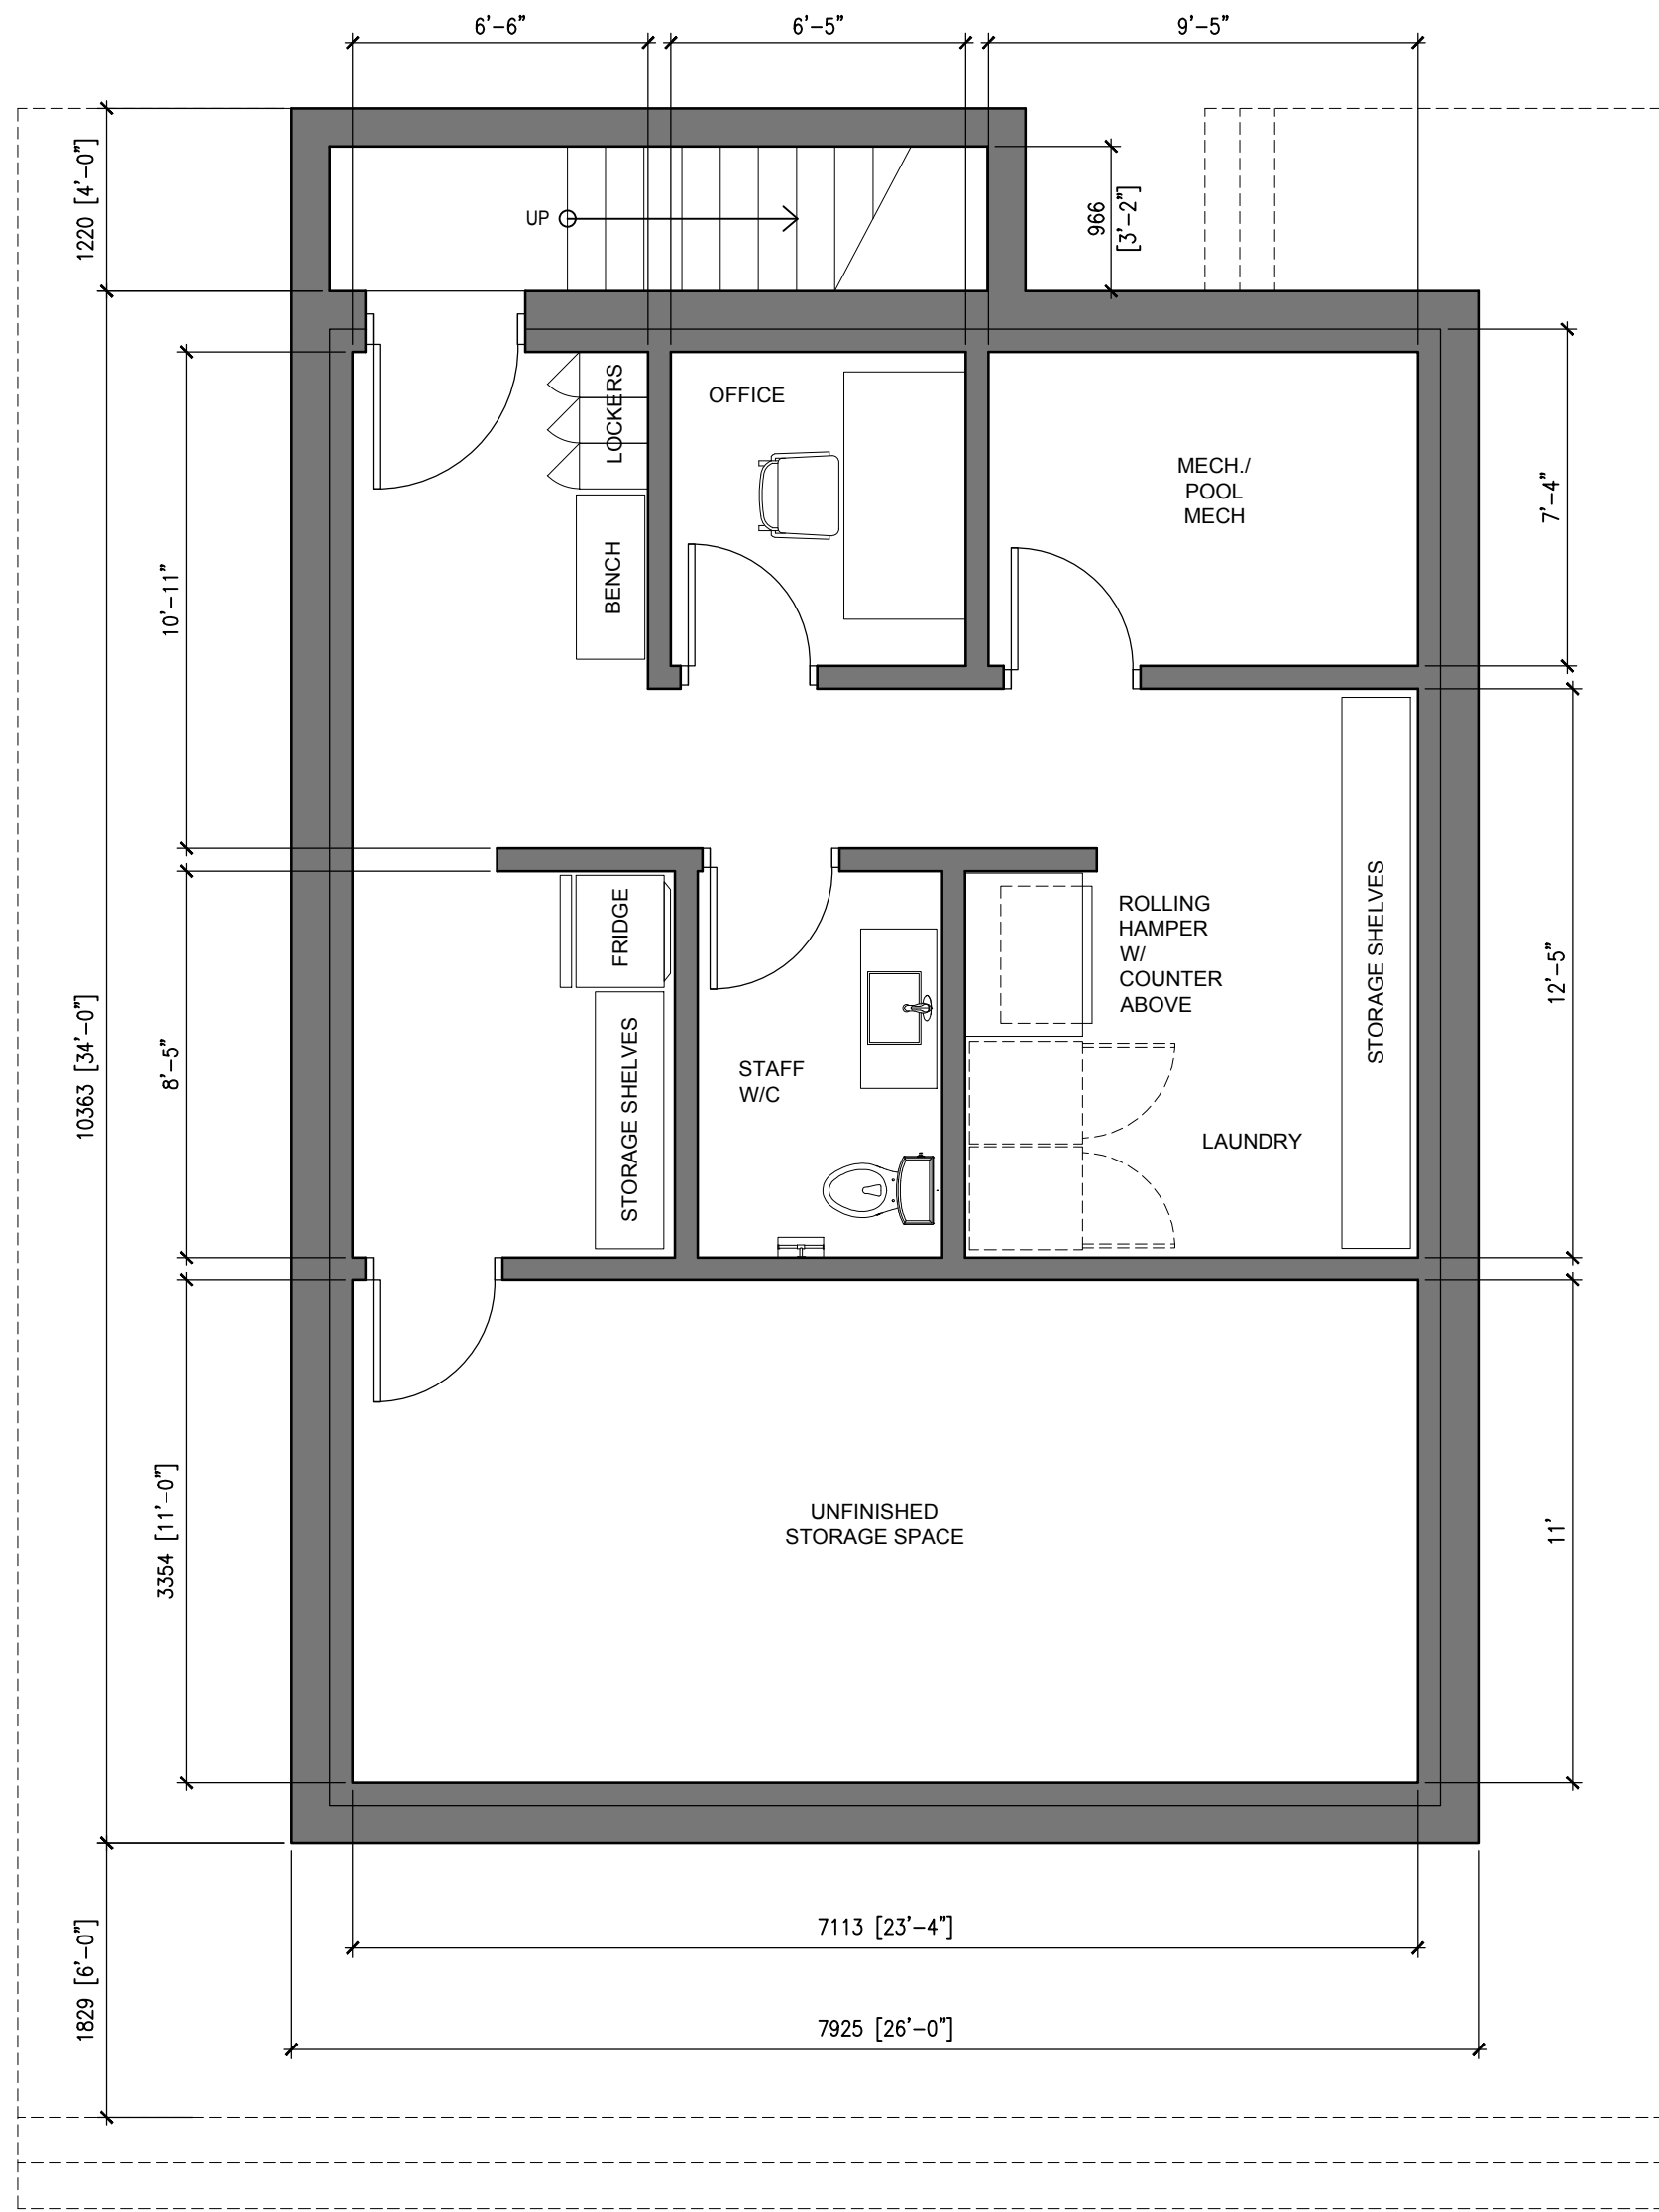 6'-6"
6'-5"
9'-5"
1220 [4'-0"]
UP
966
[3'-2"]
LOCKERS
OFFICE
MECH./
POOL
MECH
7'-4"
BENCH
10'-11"
FRIDGE
ROLLING
HAMPER
W/
COUNTER
ABOVE
STORAGE SHELVES
12'-5"
10363 [34'-0"]
8'-5"
STORAGE SHELVES
STAFF
W/C
LAUNDRY
3354 [11'-0"]
UNFINISHED
STORAGE SPACE
11'
7113 [23'-4"]
1829 [6'-0"]
7925 [26'-0"]